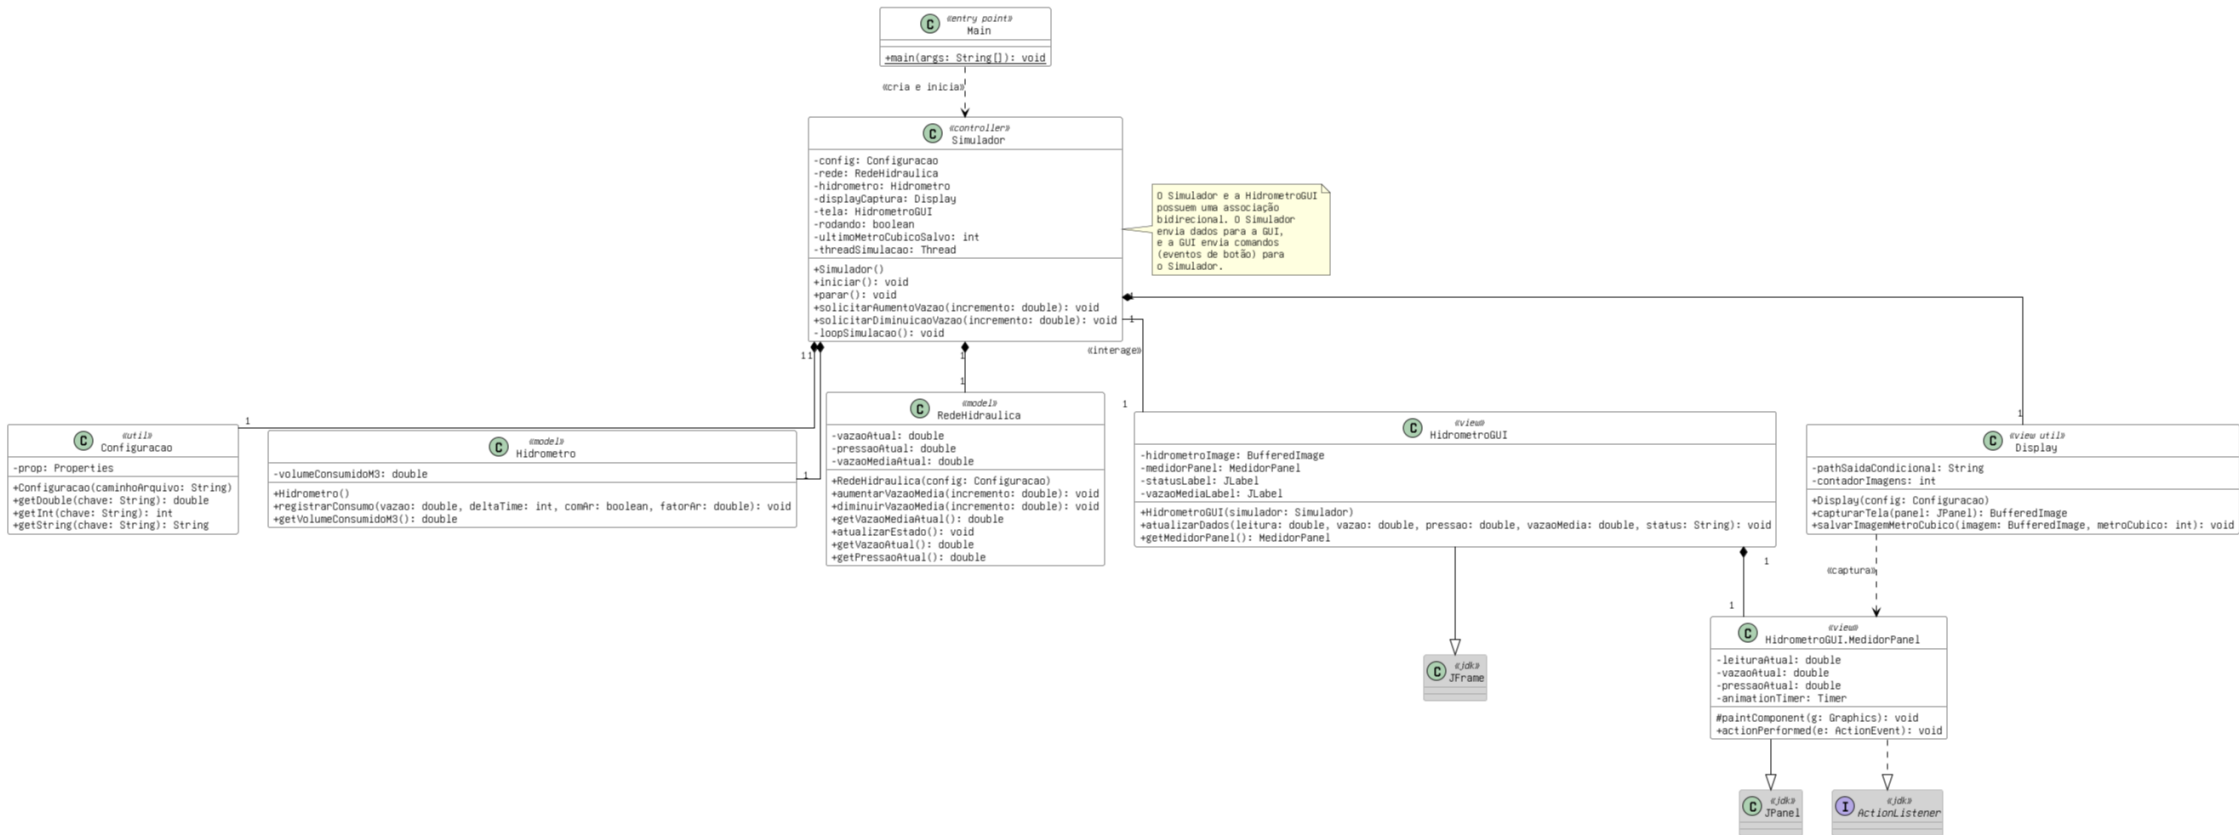 «entry point»
Main
+main(args: String[]): void
«cria e inicia»
«controller»
Simulador
-config: Configuracao
-rede: RedeHidraulica
-hidrometro: Hidrometro
-displayCaptura: Display
-tela: HidrometroGUI
-rodando: boolean
-ultimoMetroCubicoSalvo: int
-threadSimulacao: Thread
+Simulador()
+iniciar(): void
+parar(): void
+solicitarAumentoVazao(incremento: double): void
+solicitarDiminuicaoVazao(incremento: double): void
-loopSimulacao(): void
O Simulador e a HidrometroGUI
possuem uma associação
bidirecional. O Simulador
envia dados para a GUI,
e a GUI envia comandos
(eventos de botão) para
o Simulador.
1
1
1
1
1
«interage»
1
1
1
1
1
«util»
Configuracao
-prop: Properties
+Configuracao(caminhoArquivo: String)
+getDouble(chave: String): double
+getInt(chave: String): int
+getString(chave: String): String
«model»
Hidrometro
-volumeConsumidoM3: double
+Hidrometro()
+registrarConsumo(vazao: double, deltaTime: int, comAr: boolean, fatorAr: double): void
+getVolumeConsumidoM3(): double
«model»
RedeHidraulica
-vazaoAtual: double
-pressaoAtual: double
-vazaoMediaAtual: double
+RedeHidraulica(config: Configuracao)
+aumentarVazaoMedia(incremento: double): void
+diminuirVazaoMedia(incremento: double): void
+getVazaoMediaAtual(): double
+atualizarEstado(): void
+getVazaoAtual(): double
+getPressaoAtual(): double
«view»
HidrometroGUI
-hidrometroImage: BufferedImage
-medidorPanel: MedidorPanel
-statusLabel: JLabel
-vazaoMediaLabel: JLabel
+HidrometroGUI(simulador: Simulador)
+atualizarDados(leitura: double, vazao: double, pressao: double, vazaoMedia: double, status: String): void
+getMedidorPanel(): MedidorPanel
«view util»
Display
-pathSaidaCondicional: String
-contadorImagens: int
+Display(config: Configuracao)
+capturarTela(panel: JPanel): BufferedImage
+salvarImagemMetroCubico(imagem: BufferedImage, metroCubico: int): void
1
«captura»
1
«view»
HidrometroGUI.MedidorPanel
-leituraAtual: double
-vazaoAtual: double
-pressaoAtual: double
-animationTimer: Timer
#paintComponent(g: Graphics): void
+actionPerformed(e: ActionEvent): void
«jdk»
JFrame
«jdk»
JPanel
«jdk»
ActionListener